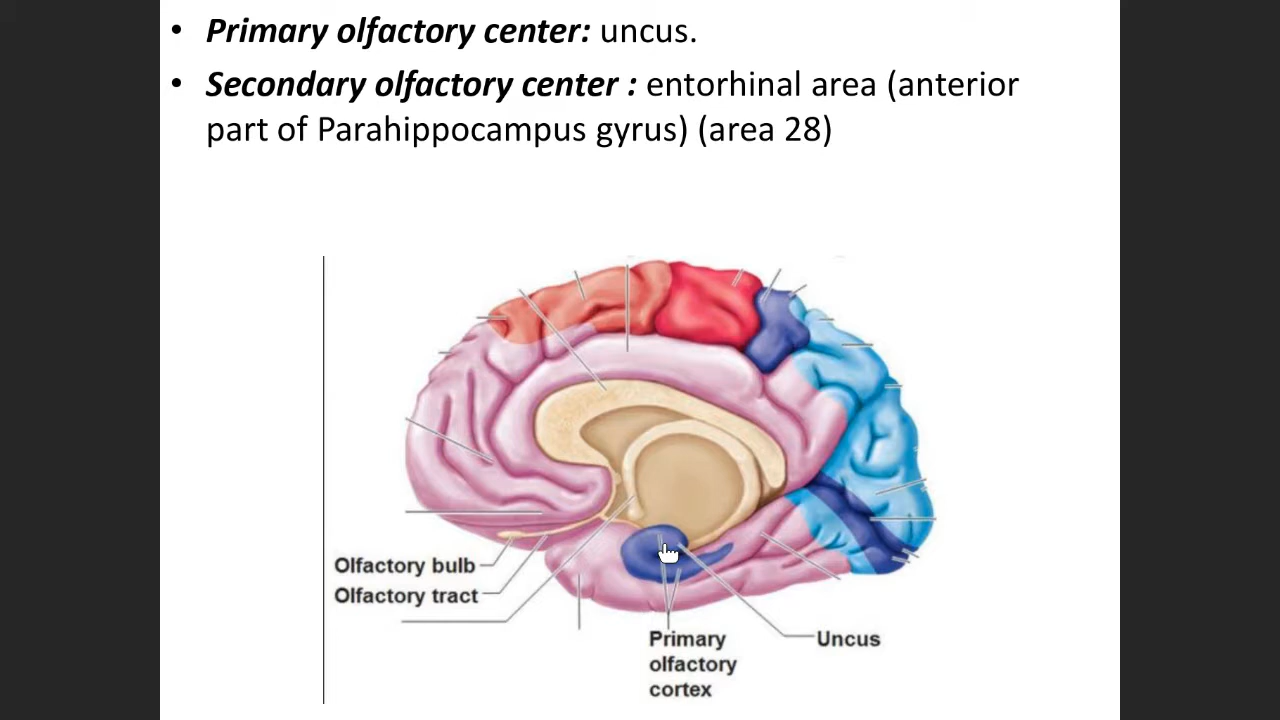 • Primary olfactory center: uncus.
• Secondary olfactory center : entorhinal area (anterior
part of Parahippocampus gyrus) (area 28)
Olfactory bulb
Olfactory tract
Primary
olfactory
cortex
Uncus